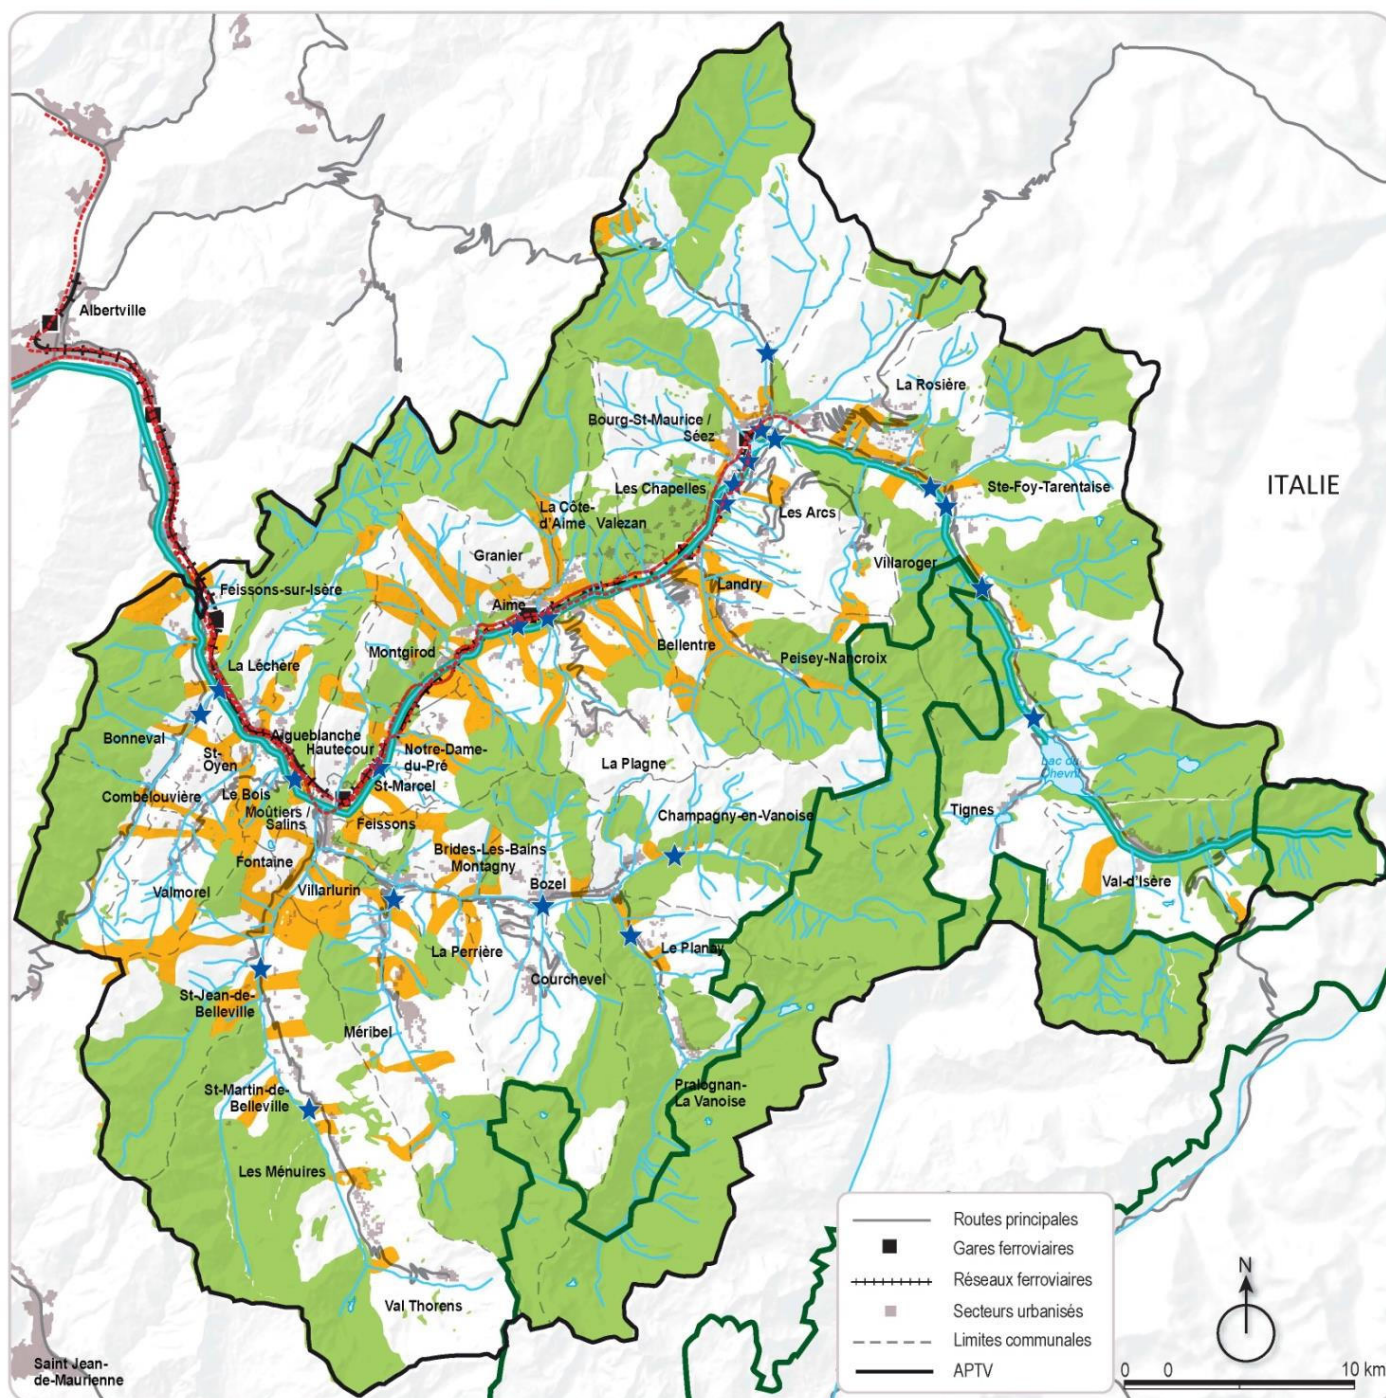 Albertville
La Rosière
Bourg-St-Maurice /
Séez
ITALIE
Ste-Foy-Tarentaise
Les Chapelles
La Côte-
d'Aime
Valezan
Les Arcs
Granier
Villaroger
Feissons-sur-Isère
Landry
Aime
Bellentre
Montgirod
Peisey-Nancroix
La Léchère
Bonneval
Aigueblanche
Hautecour
Notre-Dame-
du-Pré
St-
Oyen
La Plagne
Lac du
Chevril
St-Marcel
Combelouvière
Le Bois
Moûtiers /
Salins
Feissons
Champagny-en-Vanoise
Tignes
Brides-Les-Bains
Montagny
Fontaine
Val-d'Isère
Valmorel
Villarlurin
Bozel
La Perrière
Le Planay
Courchevel
St-Jean-de-
Belleville
Méribel
St-Martin-de-
Belleville
Pralognan-
La Vanoise
Les Ménuires
Val Thorens
Saint Jean-
de-Maurienne
Routes principales
Gares ferroviaires
Réseaux ferroviaires
Secteurs urbanisés
Limites communales
APTV
N
0 0 10 km